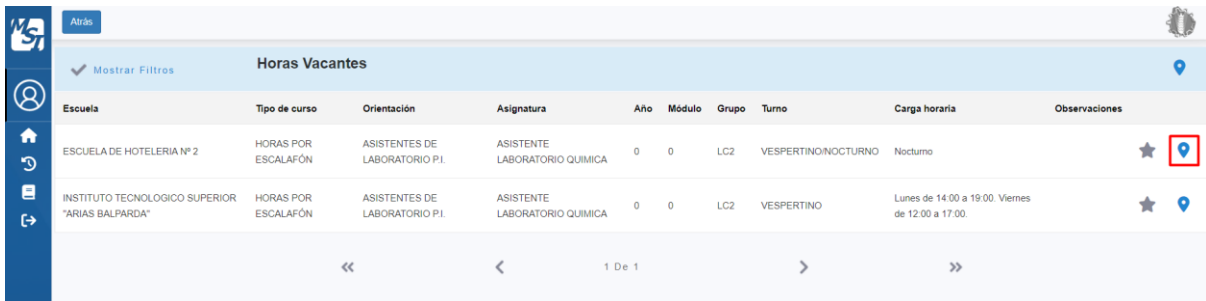 MST
Atrás
Mostrar Filtros
Horas Vacantes
Escuela Tipo de curso Orientación Asignatura Año Módulo Grupo Turno Carga horaria Observaciones
ESCUELA DE HOTELERIA Nº 2 HORAS POR ESCALAFÓN ASISTENTES DE LABORATORIO P.I. ASISTENTE LABORATORIO QUIMICA 0 0 LC2 VESPERTINO/NOCTURNO Nocturno
INSTITUTO TECNOLOGICO SUPERIOR "ARIAS BALPARDA" HORAS POR ESCALAFÓN ASISTENTES DE LABORATORIO P.I. ASISTENTE LABORATORIO QUIMICA 0 0 LC2 VESPERTINO Lunes de 14:00 a 19:00. Viernes de 12:00 a 17:00.
1 De 1